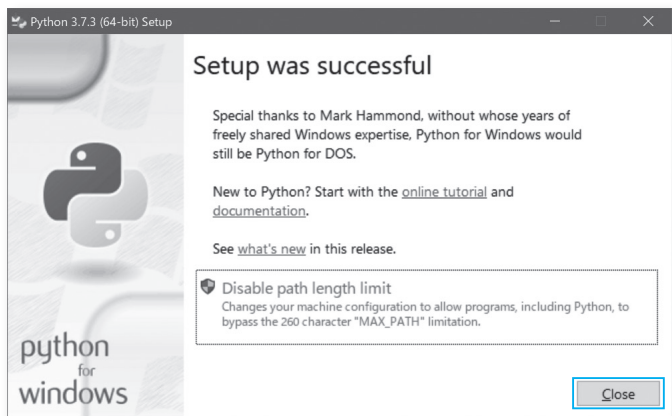 Python 3.7.3 (64-bit) Setup
Setup was successful
Special thanks to Mark Hammond, without whose years of
freely shared Windows expertise, Python for Windows would
still be Python for DOS.
New to Python? Start with the online tutorial and
documentation.
See what's new in this release.
Disable path length limit
Changes your machine configuration to allow programs, including Python, to
bypass the 260 character "MAX_PATH" limitation.
python
for
windows
Close